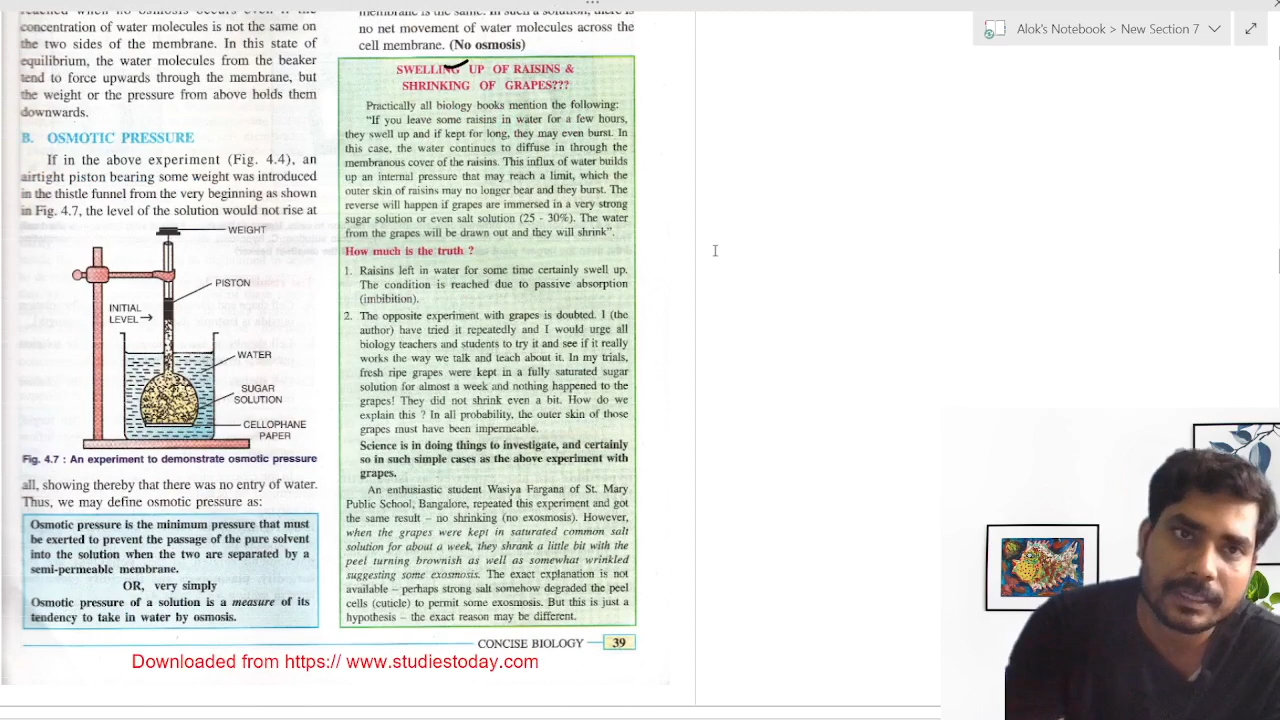 Alok's Notebook > New Section 7
reached when no osmosis occurs even if the
concentration of water molecules is not the same on
the two sides of the membrane. In this state of
equilibrium, the water molecules from the beaker
tend to force upwards through the membrane, but
the weight or the pressure from above holds them
downwards.
B. OSMOTIC PRESSURE
If in the above experiment (Fig. 4.4), an
airtight piston bearing some weight was introduced
in the thistle funnel from the very beginning as shown
in Fig. 4.7, the level of the solution would not rise at
WEIGHT
PISTON
INITIAL
LEVEL
WATER
SUGAR
SOLUTION
CELLOPHANE
PAPER
Fig. 4.7 : An experiment to demonstrate osmotic pressure
all, showing thereby that there was no entry of water.
Thus, we may define osmotic pressure as:
Osmotic pressure is the minimum pressure that must
be exerted to prevent the passage of the pure solvent
into the solution when the two are separated by a
semi-permeable membrane.
OR, very simply
Osmotic pressure of a solution is a measure of its
tendency to take in water by osmosis.
membrane is the same. In such a solution, there is
no net movement of water molecules across the
cell membrane. (No osmosis)
SWELLING UP OF RAISINS &
SHRINKING OF GRAPES???
Practically all biology books mention the following:
"If you leave some raisins in water for a few hours,
they swell up and if kept for long, they may even burst. In
this case, the water continues to diffuse in through the
membranous cover of the raisins. This influx of water builds
up an internal pressure that may reach a limit, which the
outer skin of raisins may no longer bear and they burst. The
reverse will happen if grapes are immersed in a very strong
sugar solution or even salt solution (25 - 30%). The water
from the grapes will be drawn out and they will shrink".
How much is the truth ?
1. Raisins left in water for some time certainly swell up.
The condition is reached due to passive absorption
(imbibition).
2. The opposite experiment with grapes is doubted. I (the
author) have tried it repeatedly and I would urge all
biology teachers and students to try it and see if it really
works the way we talk and teach about it. In my trials,
fresh ripe grapes were kept in a fully saturated sugar
solution for almost a week and nothing happened to the
grapes! They did not shrink even a bit. How do we
explain this ? In all probability, the outer skin of those
grapes must have been impermeable.
Science is in doing things to investigate, and certainly
so in such simple cases as the above experiment with
grapes.
An enthusiastic student Wasiya Fargana of St. Mary
Public School, Bangalore, repeated this experiment and got
the same result – no shrinking (no exosmosis). However,
when the grapes were kept in saturated common salt
solution for about a week, they shrank a little bit with the
peel turning brownish as well as somewhat wrinkled
suggesting some exosmosis. The exact explanation is not
available – perhaps strong salt somehow degraded the peel
cells (cuticle) to permit some exosmosis. But this is just a
hypothesis – the exact reason may be different.
CONCISE BIOLOGY 39
Downloaded from https:// www.studiestoday.com